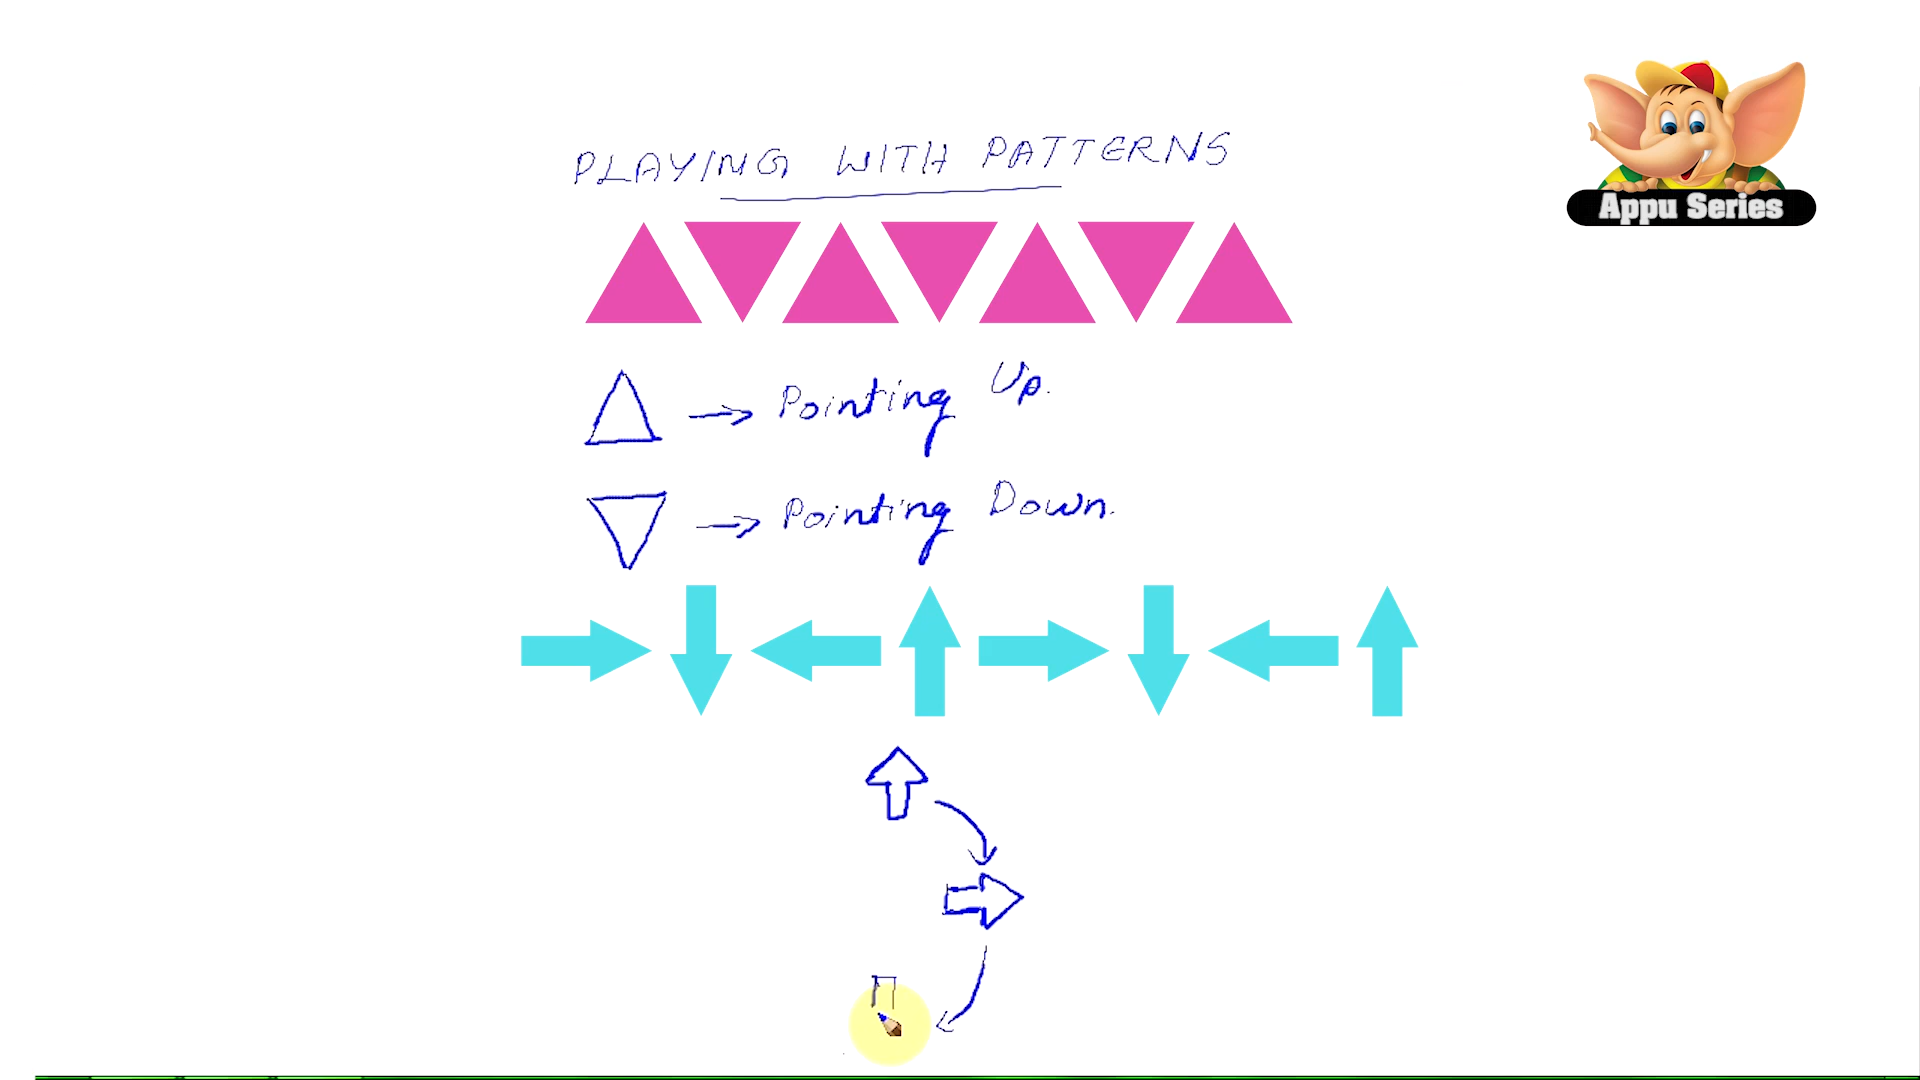 Appu Series
PLAYING WITH PATTERNS
Pointing Up.
Pointing Down.